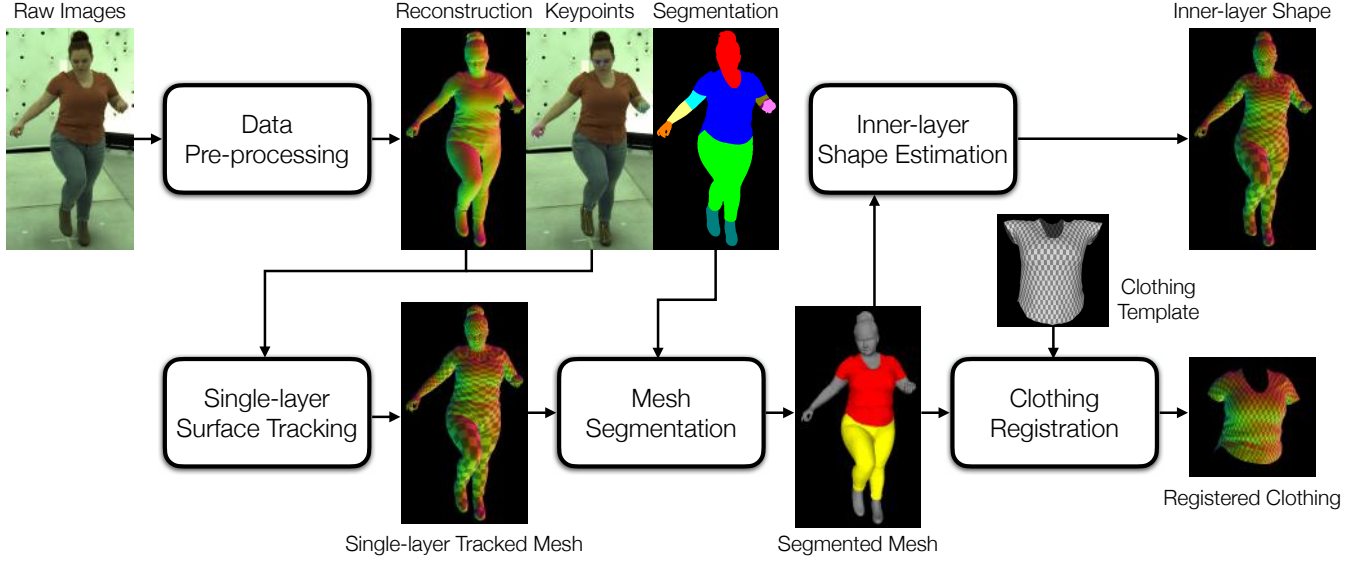 Raw Images
Reconstruction
Keypoints
Segmentation
Inner-layer Shape
Data
Pre-processing
Inner-layer
Shape Estimation
Clothing
Template
Single-layer
Surface Tracking
Mesh
Segmentation
Clothing
Registration
Single-layer Tracked Mesh
Segmented Mesh
Registered Clothing